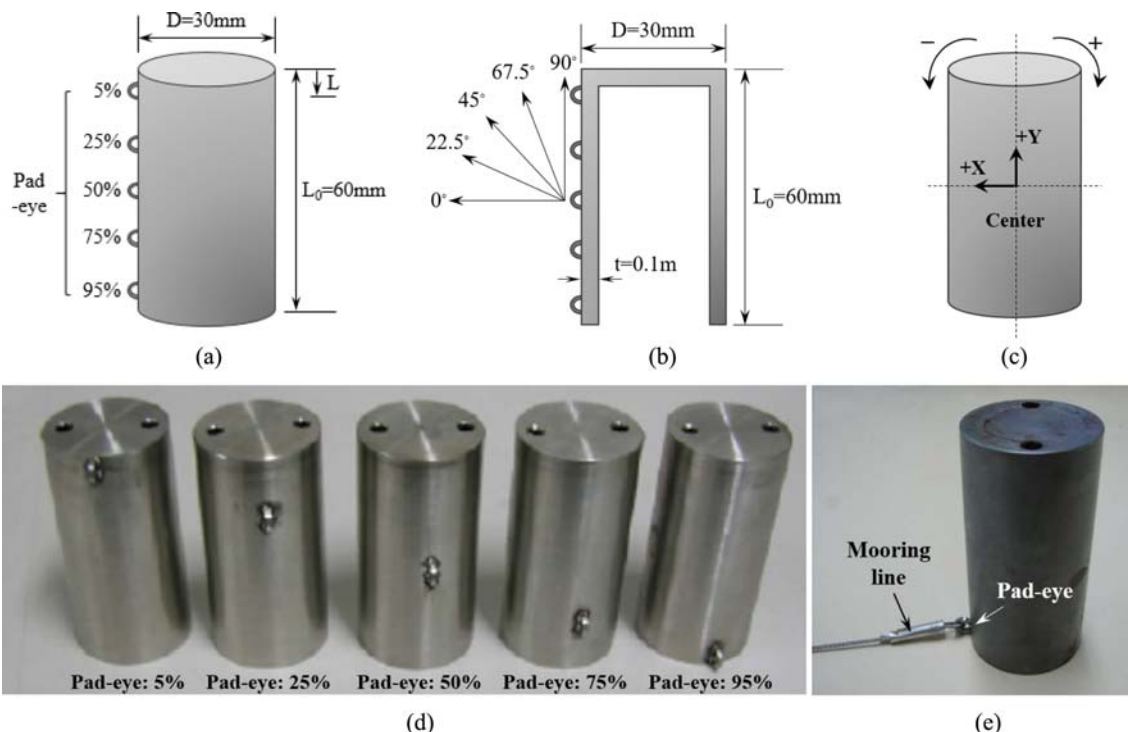 D=30mm
L
5%
25%
50%
75%
95%
Pad
-eye
L₀=60mm
(a)
D=30mm
90°
67.5°
45°
22.5°
0°
L₀=60mm
t=0.1m
(b)
− +
+Y
+X
Center
(c)
Pad-eye: 5% Pad-eye: 25% Pad-eye: 50% Pad-eye: 75% Pad-eye: 95%
(d)
Mooring
line
Pad-eye
(e)